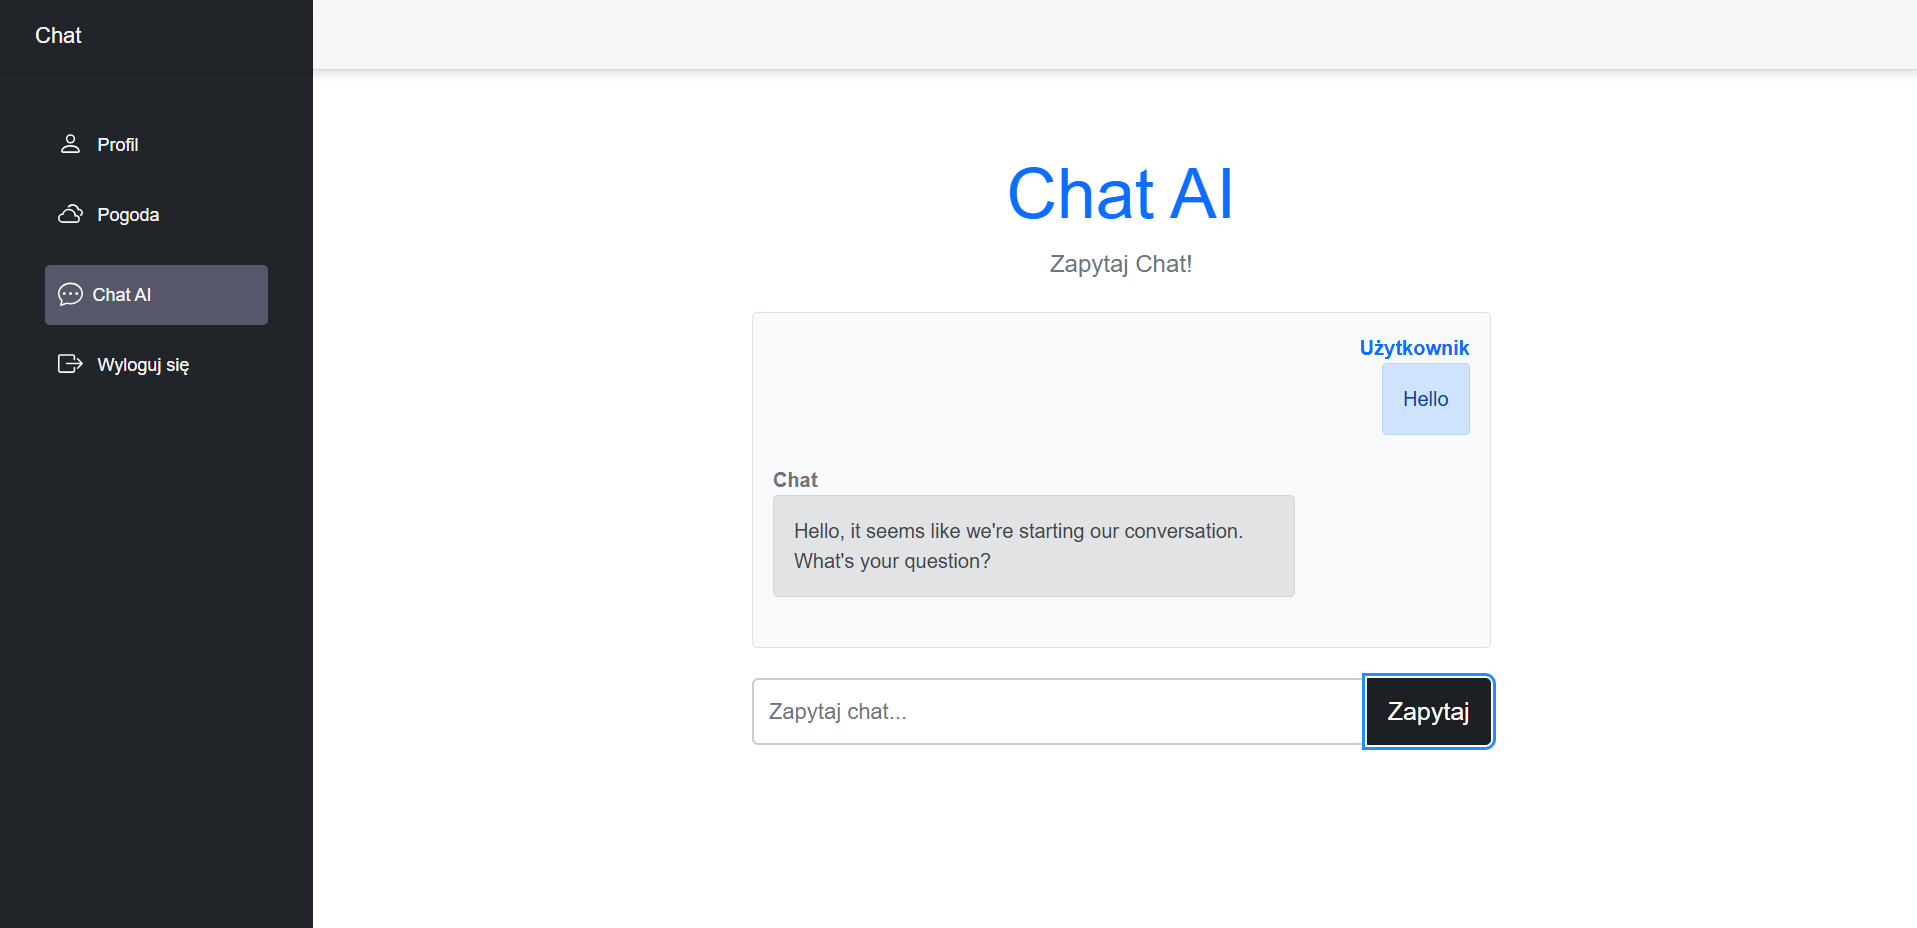 Chat
Profil
Pogoda
Chat AI
Wyloguj się
Chat AI
Zapytaj Chat!
Użytkownik
Hello
Chat
Hello, it seems like we're starting our conversation.
What's your question?
Zapytaj chat...
Zapytaj